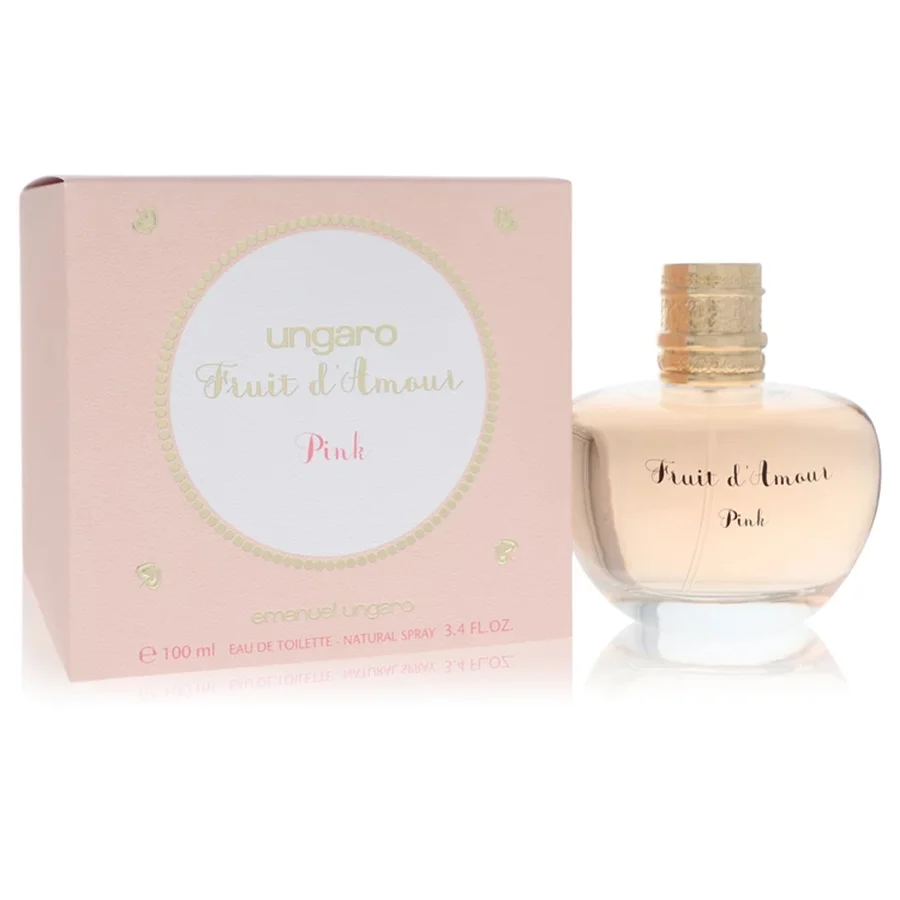 ungaro
Fruit d'Amour
Pink
emanuel ungaro
e 100 ml EAU DE TOILETTE - NATURAL SPRAY 3.4 FL.OZ.
Fruit d'Amour
Pink